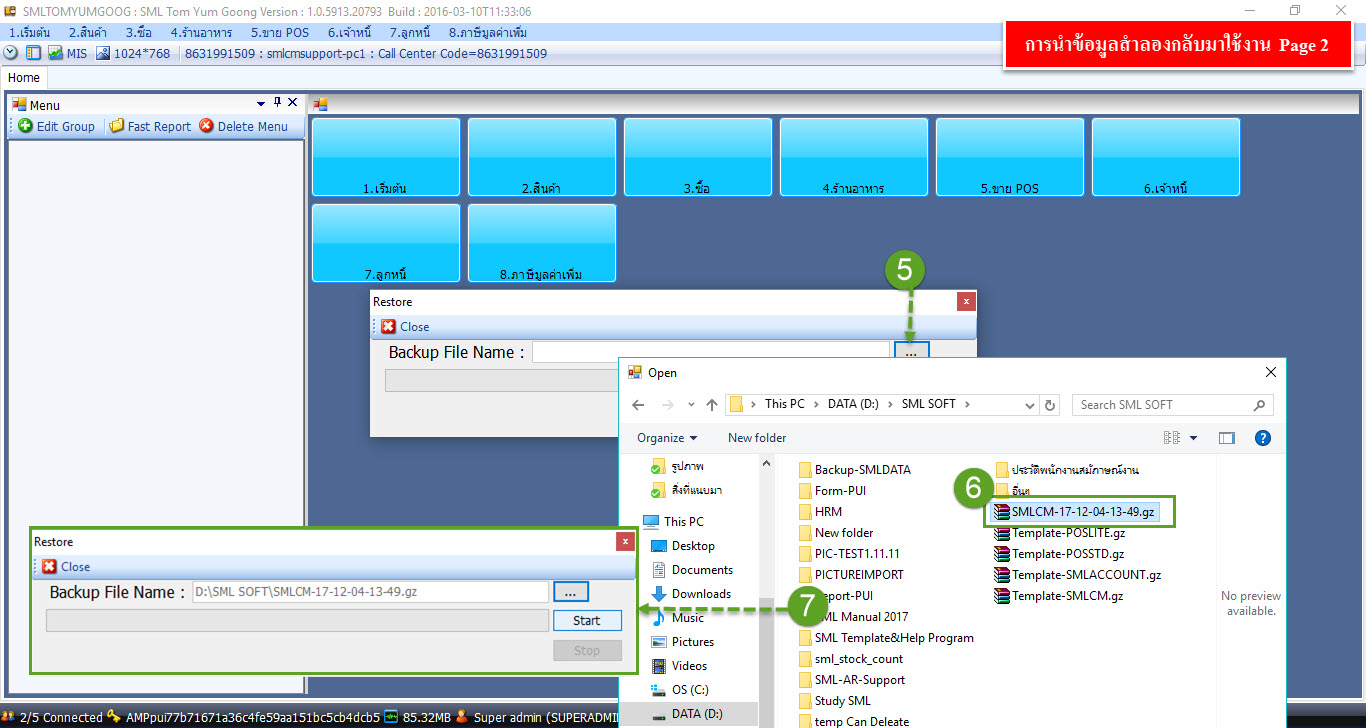 SMLTOMYUMGOOG : SML Tom Yum Goong Version : 1.0.5913.20793 Build : 2016-03-10T11:33:06
1.เริ่มต้น 2.สินค้า 3.ซื้อ 4.ร้านอาหาร 5.ขาย POS 6.เจ้าหนี้ 7.ลูกหนี้ 8.ภาษีมูลค่าเพิ่ม
การนำข้อมูลสำลองกลับมาใช้งาน Page 2
MIS 1024*768 8631991509 : smlcmsupport-pc1 : Call Center Code=8631991509
Home
Menu
Edit Group Fast Report Delete Menu
1.เริ่มต้น 2.สินค้า 3.ซื้อ 4.ร้านอาหาร 5.ขาย POS 6.เจ้าหนี้
7.ลูกหนี้ 8.ภาษีมูลค่าเพิ่ม
5
Restore
x
Close
Backup File Name : ...
Open
This PC > DATA (D:) > SML SOFT >
Search SML SOFT
Organize New folder
?
รูปภาพ
สิ่งที่แนบมา
This PC
Desktop
Documents
Downloads
Music
Pictures
Videos
OS (C:)
DATA (D:)
Backup-SMLDATA
Form-PUI
HRM
New folder
PIC-TEST1.11.11
PICTUREIMPORT
eport-PUI
ML Manual 2017
SML Template&Help Program
sml_stock_count
SML-AR-Support
Study SML
temp Can Deleate
ประวัติพนักงานสมัภาษณ์งาน
อื่นๆ
6
SMLCM-17-12-04-13-49.gz
Template-POSLITE.gz
Template-POSSTD.gz
Template-SMLACCOUNT.gz
Template-SMLCM.gz
No preview
available.
7
Restore
x
Close
Backup File Name : D:\SML SOFT\SMLCM-17-12-04-13-49.gz ...
Start
Stop
2/5 Connected AMPpui77b71671a36c4fe59aa151bc5cb4dcb5 85.32MB Super admin (SUPERADMI